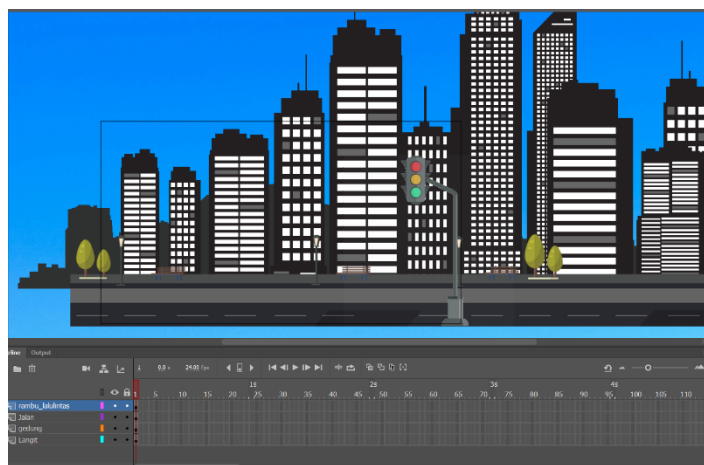 Output
0.0 s 24.00 fps
1s 2s 3s 4s
1 5 10 15 20 25 30 35 40 45 50 55 60 65 70 75 80 85 90 95 100 105 110
rambu_lalulintas
Jalan
gedung
Langit